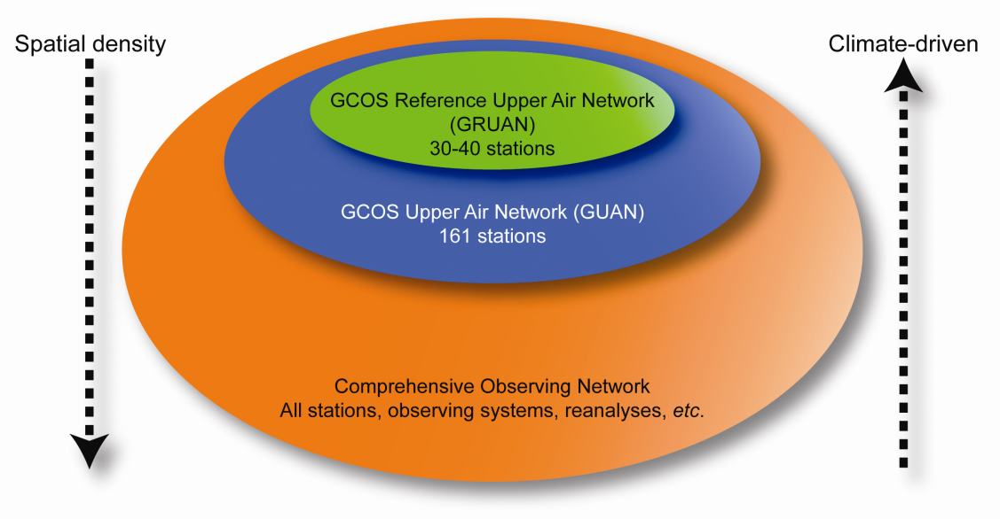 Spatial density
Climate-driven
GCOS Reference Upper Air Network
(GRUAN)
30-40 stations
GCOS Upper Air Network (GUAN)
161 stations
Comprehensive Observing Network
All stations, observing systems, reanalyses, etc.